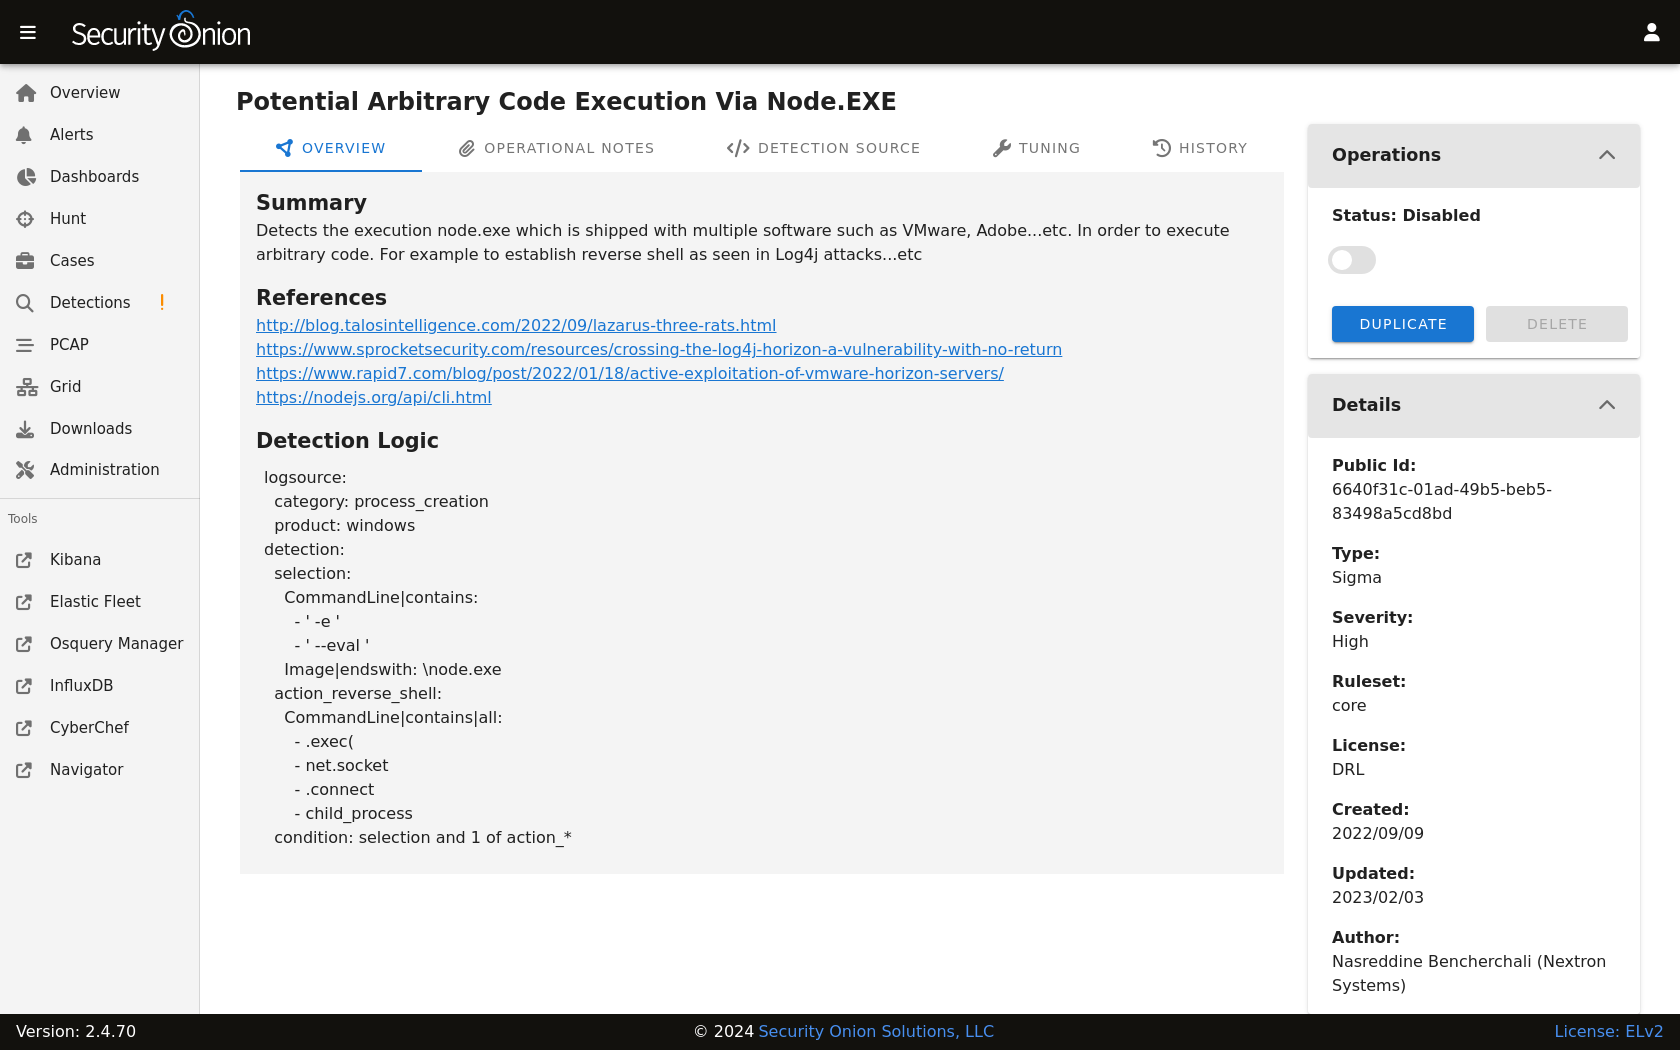 Security Onion
Overview
Alerts
Dashboards
Hunt
Cases
Detections !
PCAP
Grid
Downloads
Administration
Tools
Kibana
Elastic Fleet
Osquery Manager
InfluxDB
CyberChef
Navigator
Potential Arbitrary Code Execution Via Node.EXE
OVERVIEW OPERATIONAL NOTES DETECTION SOURCE TUNING HISTORY
Summary
Detects the execution node.exe which is shipped with multiple software such as VMware, Adobe...etc. In order to execute
arbitrary code. For example to establish reverse shell as seen in Log4j attacks...etc
References
http://blog.talosintelligence.com/2022/09/lazarus-three-rats.html
https://www.sprocketsecurity.com/resources/crossing-the-log4j-horizon-a-vulnerability-with-no-return
https://www.rapid7.com/blog/post/2022/01/18/active-exploitation-of-vmware-horizon-servers/
https://nodejs.org/api/cli.html
Detection Logic
logsource:
  category: process_creation
  product: windows
detection:
  selection:
    CommandLine|contains:
      - ' -e '
      - ' --eval '
    Image|endswith: \node.exe
  action_reverse_shell:
    CommandLine|contains|all:
      - .exec(
      - net.socket
      - .connect
      - child_process
  condition: selection and 1 of action_*
Operations
Status: Disabled
DUPLICATE DELETE
Details
Public Id:
6640f31c-01ad-49b5-beb5-
83498a5cd8bd
Type:
Sigma
Severity:
High
Ruleset:
core
License:
DRL
Created:
2022/09/09
Updated:
2023/02/03
Author:
Nasreddine Bencherchali (Nextron
Systems)
Version: 2.4.70
© 2024 Security Onion Solutions, LLC
License: ELv2